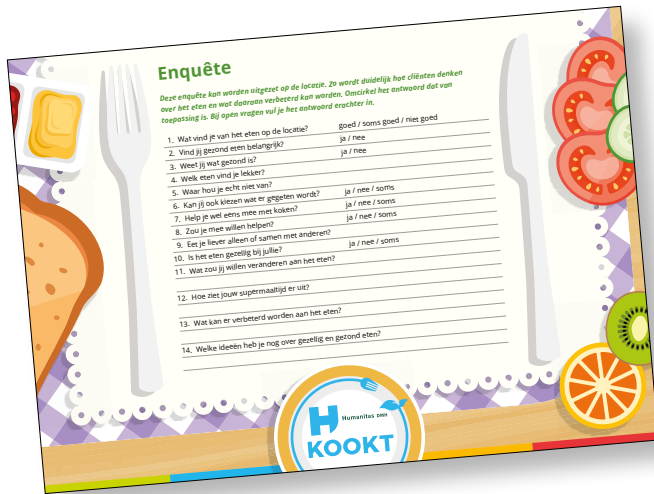 Enquête
Deze enquête kan worden uitgezet op de locatie. Zo wordt duidelijk hoe cliënten denken
over het eten en wat daaraan verbeterd kan worden. Omcirkel het antwoord dat van
toepassing is. Bij open vragen vul je het antwoord erachter in.
1. Wat vind je van het eten op de locatie? goed / soms goed / niet goed
2. Vind jij gezond eten belangrijk? ja / nee
3. Weet jij wat gezond is? ja / nee
4. Welk eten vind je lekker?
5. Waar hou je echt niet van?
6. Kan jij ook kiezen wat er gegeten wordt? ja / nee / soms
7. Help je wel eens mee met koken? ja / nee / soms
8. Zou je mee willen helpen? ja / nee / soms
9. Eet je liever alleen of samen met anderen?
10. Is het eten gezellig bij jullie? ja / nee / soms
11. Wat zou jij willen veranderen aan het eten?
12. Hoe ziet jouw supermaaltijd er uit?
13. Wat kan er verbeterd worden aan het eten?
14. Welke ideeën heb je nog over gezellig en gezond eten?
H Humanitas DMH
KOOKT